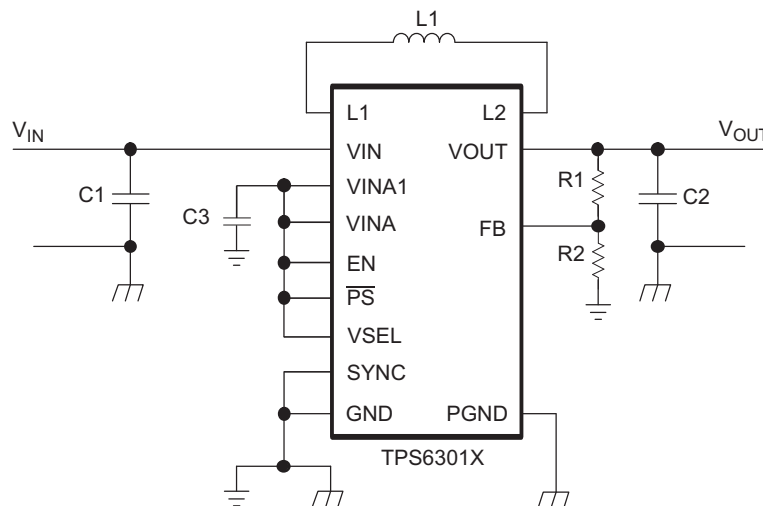 L1
L1
L2
VIN
VOUT
VIN
VOUT
C1
C3
VINA1
VINA
EN
PS
VSEL
SYNC
GND
FB
PGND
R1
R2
C2
TPS6301X